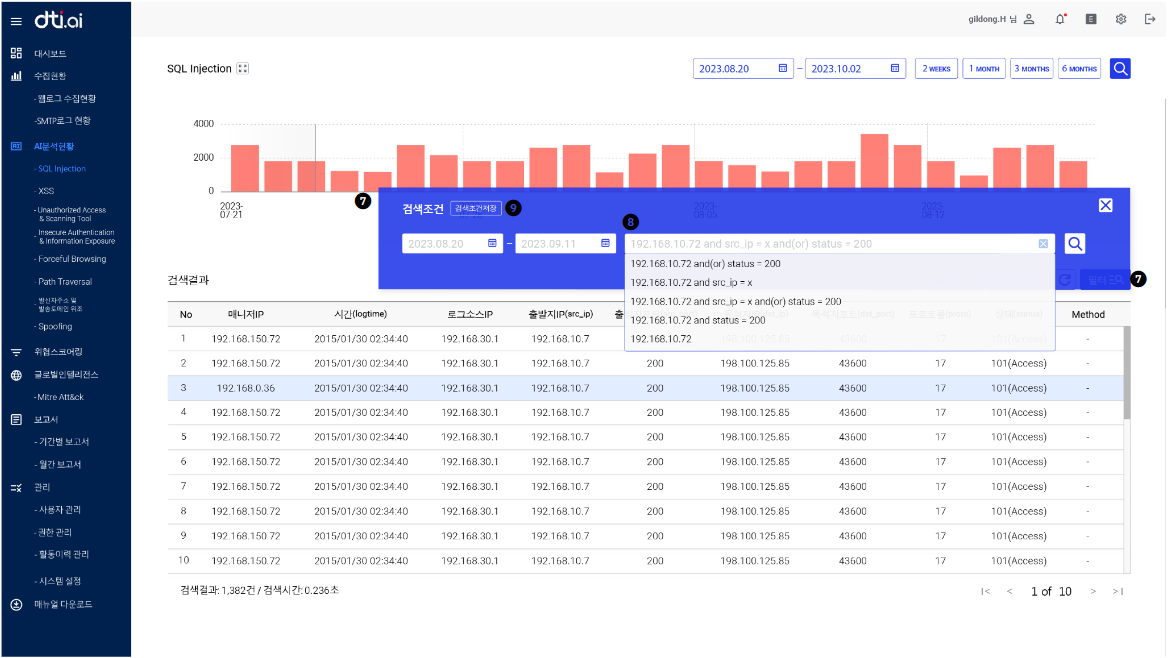 dti.ai
gildong.H 님
E
대시보드
수집현황
-웹로그 수집현황
-SMTP로그 현황
AI분석현황
- SQL Injection
- XSS
- Unauthorized Access
& Scanning Tool
- Insecure Authentication
& Information Exposure
- Forceful Browsing
- Path Traversal
- 발신자주소 및
발송도메인 위조
- Spoofing
위협스코어링
글로벌인텔리전스
- Mitre Att&ck
보고서
- 기간별 보고서
- 월간 보고서
관리
- 사용자 관리
- 권한 관리
- 활동이력 관리
- 시스템 설정
매뉴얼 다운로드
SQL Injection
2023.08.20 – 2023.10.02
2 WEEKS
1 MONTH
3 MONTHS
6 MONTHS
4000
2000
0
2023-
07/21
08-05
08-12
7
검색조건
검색조건저장
9
8
2023.08.20 – 2023.09.11
192.168.10.72 and src_ip = x and(or) status = 200
192.168.10.72 and(or) status = 200
192.168.10.72 and src_ip = x
192.168.10.72 and src_ip = x and(or) status = 200
192.168.10.72 and status = 200
192.168.10.72
검색결과
필터
7
No 매니저IP 시간(logtime) 로그소스IP 출발지IP(src_ip) Method
1 192.168.150.72 2015/01/30 02:34:40 192.168.30.1 192.168.10.7 198.100.125.85 43600 17 101(Access) -
2 192.168.150.72 2015/01/30 02:34:40 192.168.30.1 192.168.10.7 200 198.100.125.85 43600 17 101(Access) -
3 192.168.0.36 2015/01/30 02:34:40 192.168.30.1 192.168.10.7 200 198.100.125.85 43600 17 101(Access) -
4 192.168.150.72 2015/01/30 02:34:40 192.168.30.1 192.168.10.7 200 198.100.125.85 43600 17 101(Access) -
5 192.168.150.72 2015/01/30 02:34:40 192.168.30.1 192.168.10.7 200 198.100.125.85 43600 17 101(Access) -
6 192.168.150.72 2015/01/30 02:34:40 192.168.30.1 192.168.10.7 200 198.100.125.85 43600 17 101(Access) -
7 192.168.150.72 2015/01/30 02:34:40 192.168.30.1 192.168.10.7 200 198.100.125.85 43600 17 101(Access) -
8 192.168.150.72 2015/01/30 02:34:40 192.168.30.1 192.168.10.7 200 198.100.125.85 43600 17 101(Access) -
9 192.168.150.72 2015/01/30 02:34:40 192.168.30.1 192.168.10.7 200 198.100.125.85 43600 17 101(Access) -
10 192.168.150.72 2015/01/30 02:34:40 192.168.30.1 192.168.10.7 200 198.100.125.85 43600 17 101(Access) -
검색결과: 1,382건 / 검색시간: 0.236초
|< < 1 of 10 > >|